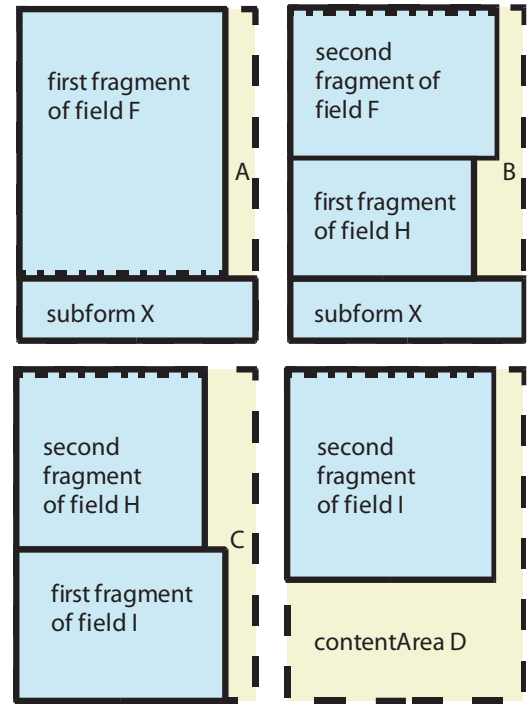 first fragment
of field F
A
subform X
second
fragment of
field F
B
first fragment
of field H
subform X
second
fragment
of field H
C
first fragment
of field I
second
fragment
of field I
contentArea D